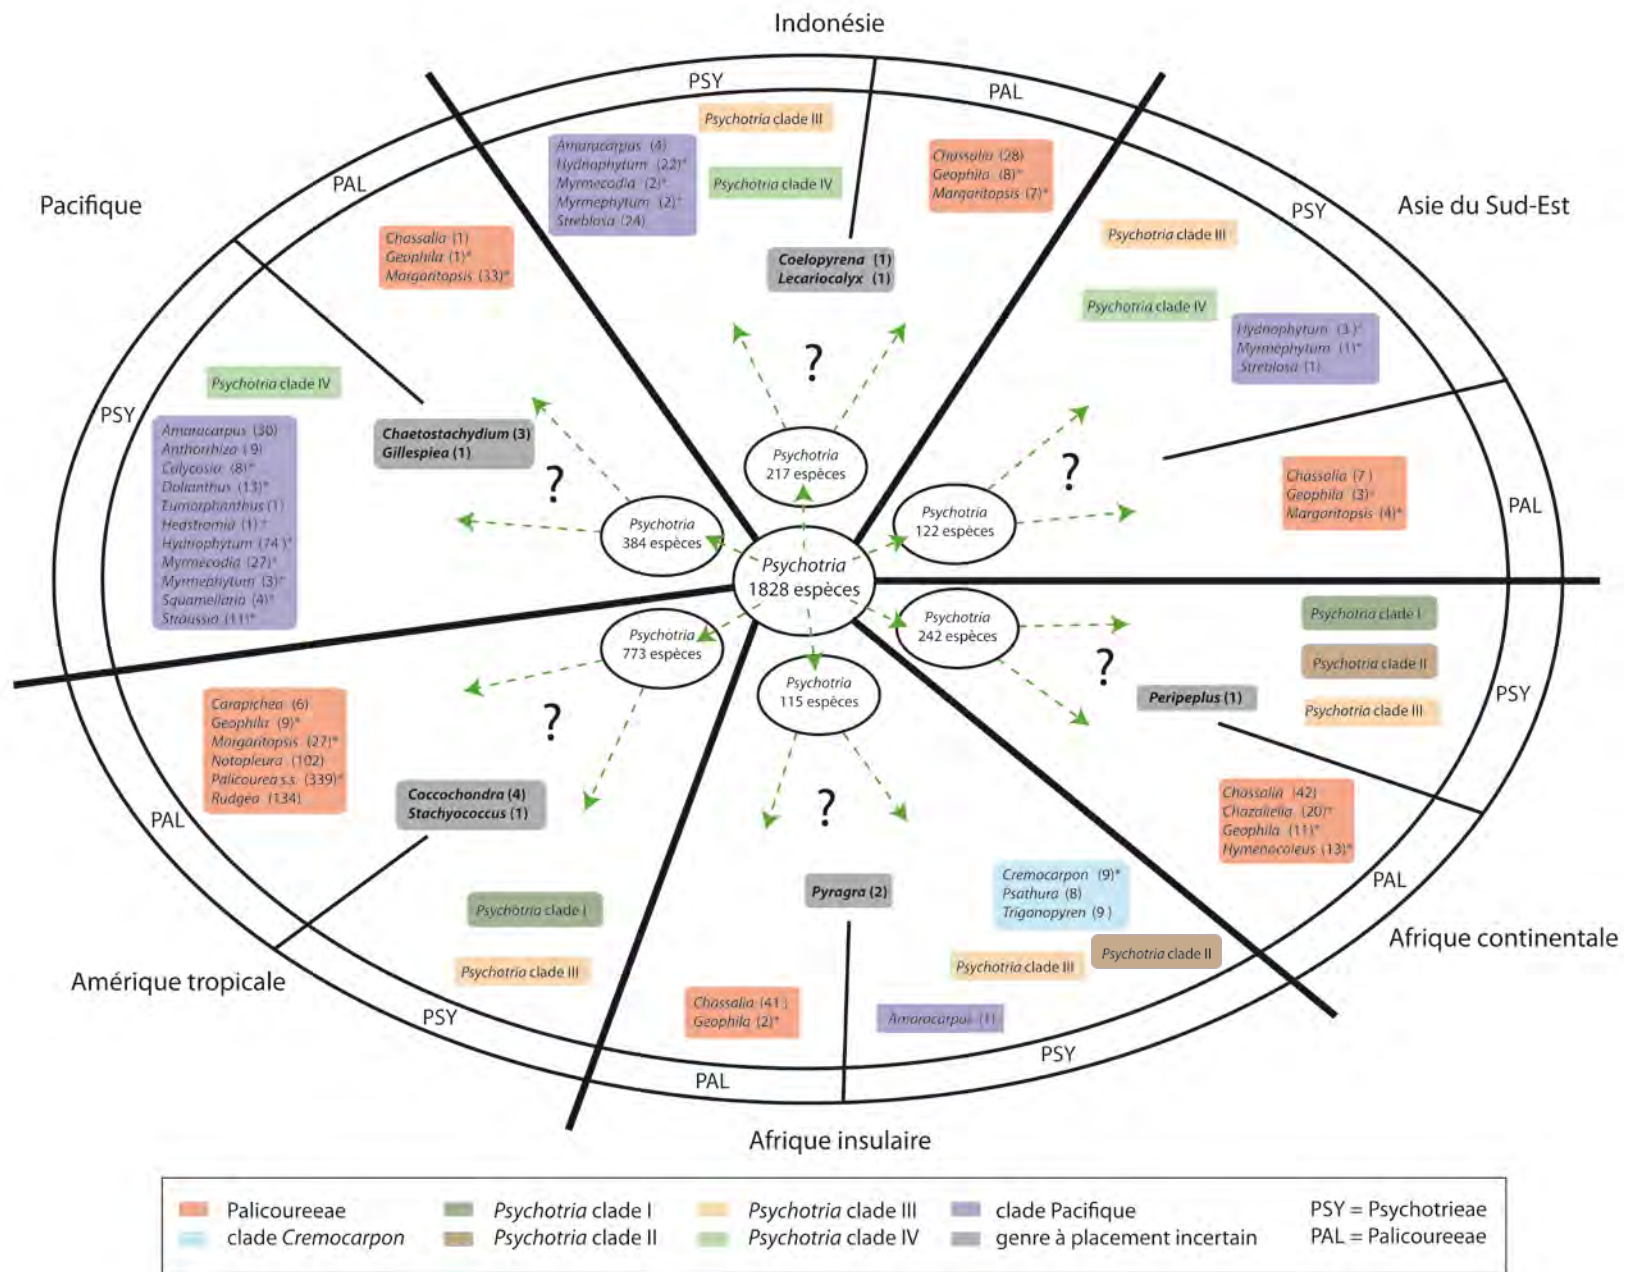 Indonésie
PSY
PAL
Psychotria clade III
Amaracarpus (4)
Hydnophytum (22)*
Myrmecodia (2)*
Myrmephytum (2)*
Streblosa (24)
Psychotria clade IV
Chassalia (28)
Geophila (8)*
Margaritopsis (7)*
Coelopyrena (1)
Lecariocalyx (1)
?
Psychotria
217 espèces
Asie du Sud-Est
PSY
Psychotria clade III
Psychotria clade IV
Hydnophytum (3)*
Myrmephytum (1)*
Streblosa (1)
?
Psychotria
122 espèces
Chassalia (7)
Geophila (3)*
Margaritopsis (4)*
PAL
Pacifique
PAL
Chassalia (1)
Geophila (1)*
Margaritopsis (33)*
PSY
Psychotria clade IV
Amaracarpus (30)
Anthorrhiza (9)
Calycosia (8)*
Dolianthus (13)*
Eumorphanthus (1)
Hedstromia (1)*
Hydnophytum (74)*
Myrmecodia (27)*
Myrmephytum (3)*
Squamellaria (4)*
Straussia (11)*
Chaetostachydium (3)
Gillespiea (1)
?
Psychotria
384 espèces
Psychotria
1828 espèces
Psychotria
773 espèces
?
Carapichea (6)
Geophila (9)*
Margaritopsis (27)*
Notopleura (102)
Palicourea s.s. (339)*
Rudgea (134)
Coccochondra (4)
Stachyococcus (1)
PAL
Psychotria clade I
Psychotria clade III
PSY
Amérique tropicale
Psychotria
115 espèces
?
Pyragra (2)
Chassalia (41)
Geophila (2)*
PAL
Cremocarpon (9)*
Psathura (8)
Trigonopyren (9)
Psychotria clade II
Psychotria clade III
Amaracarpus (1)
PSY
Afrique insulaire
Psychotria
242 espèces
?
Psychotria clade I
Psychotria clade II
Psychotria clade III
Peripeplus (1)
PSY
Chassalia (42)
Chazaliella (20)*
Geophila (11)*
Hymenocoleus (13)*
PAL
Afrique continentale
Palicoureeae
clade Cremocarpon
Psychotria clade I
Psychotria clade II
Psychotria clade III
Psychotria clade IV
clade Pacifique
genre à placement incertain
PSY = Psychotrieae
PAL = Palicoureeae